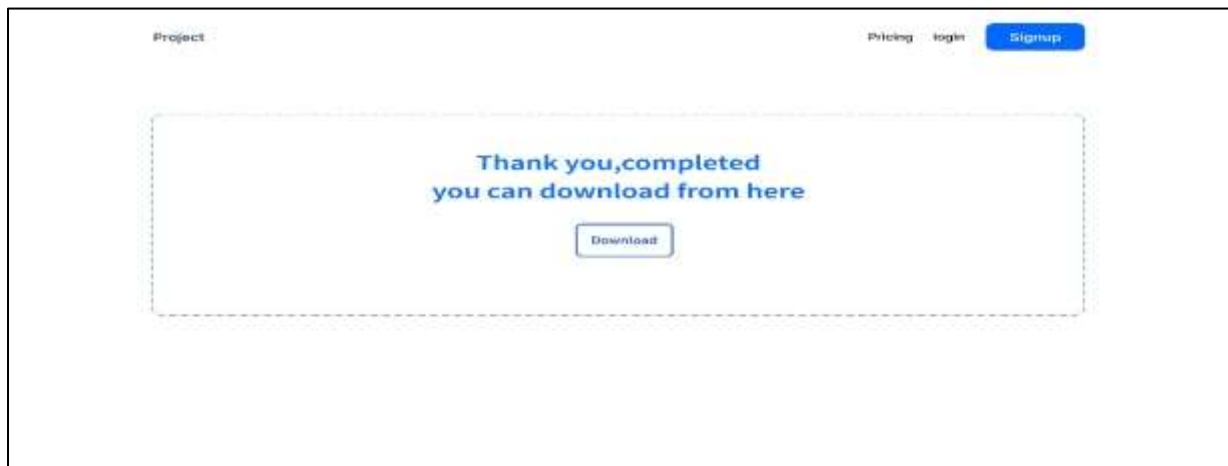 Project
Pricing login Signup
Thank you,completed
you can download from here
Download